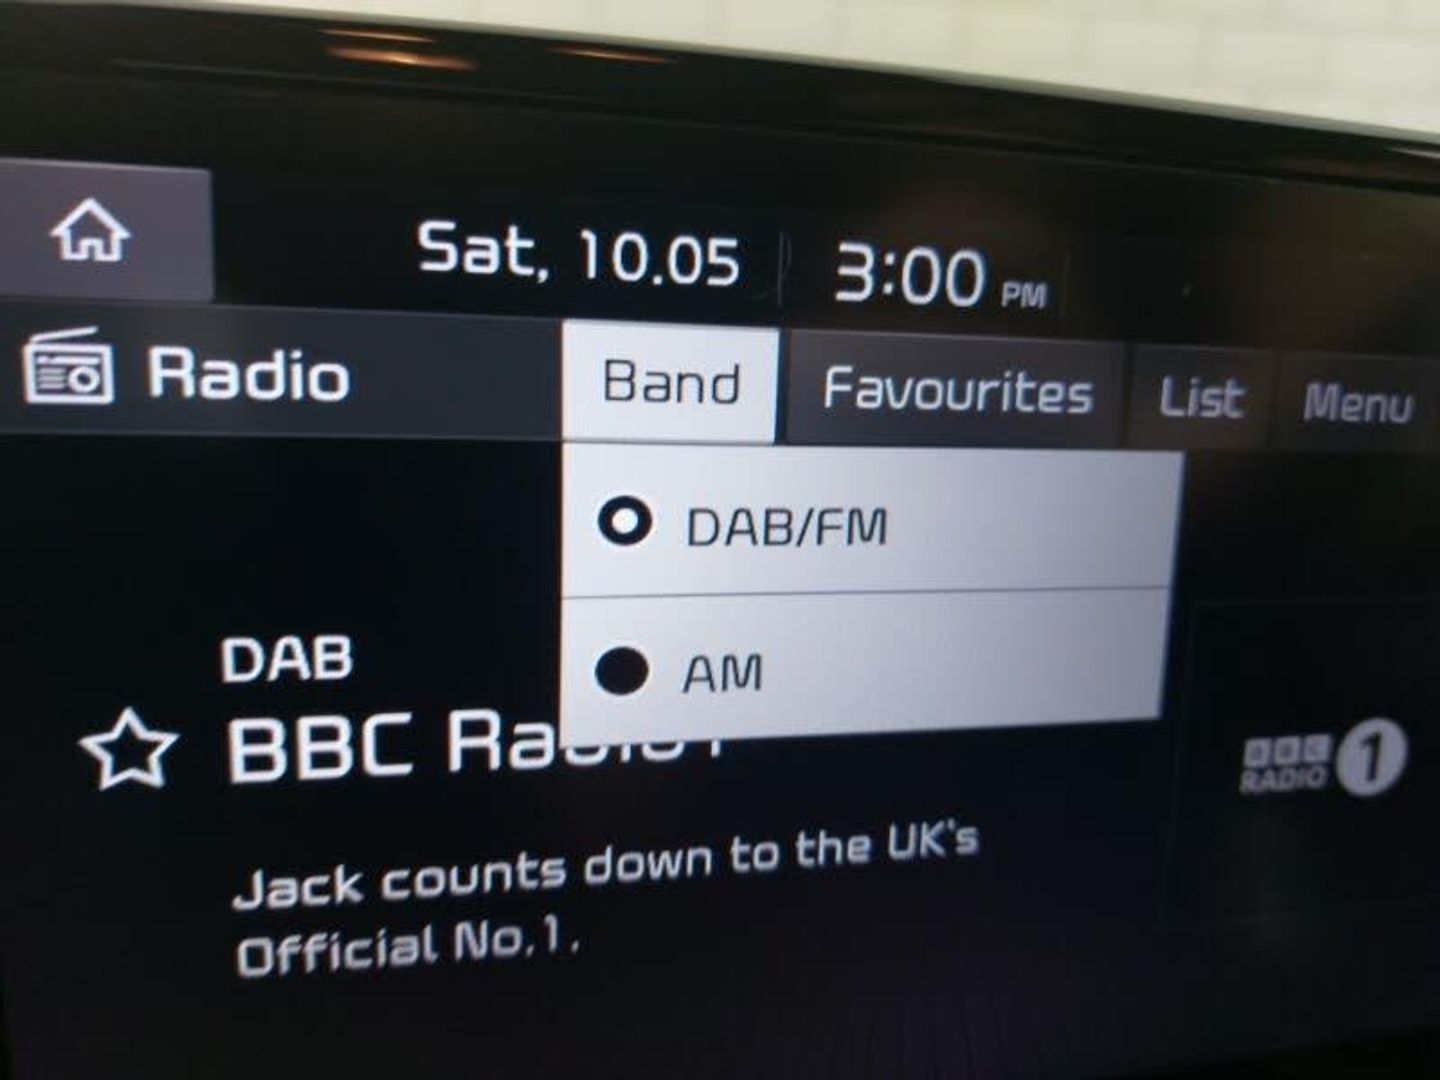 Sat, 10.05 3:00 PM
Radio Band Favourites List Menu
DAB/FM
AM
DAB
BBC Radio1
BBC RADIO 1
Jack counts down to the UK's
Official No.1.